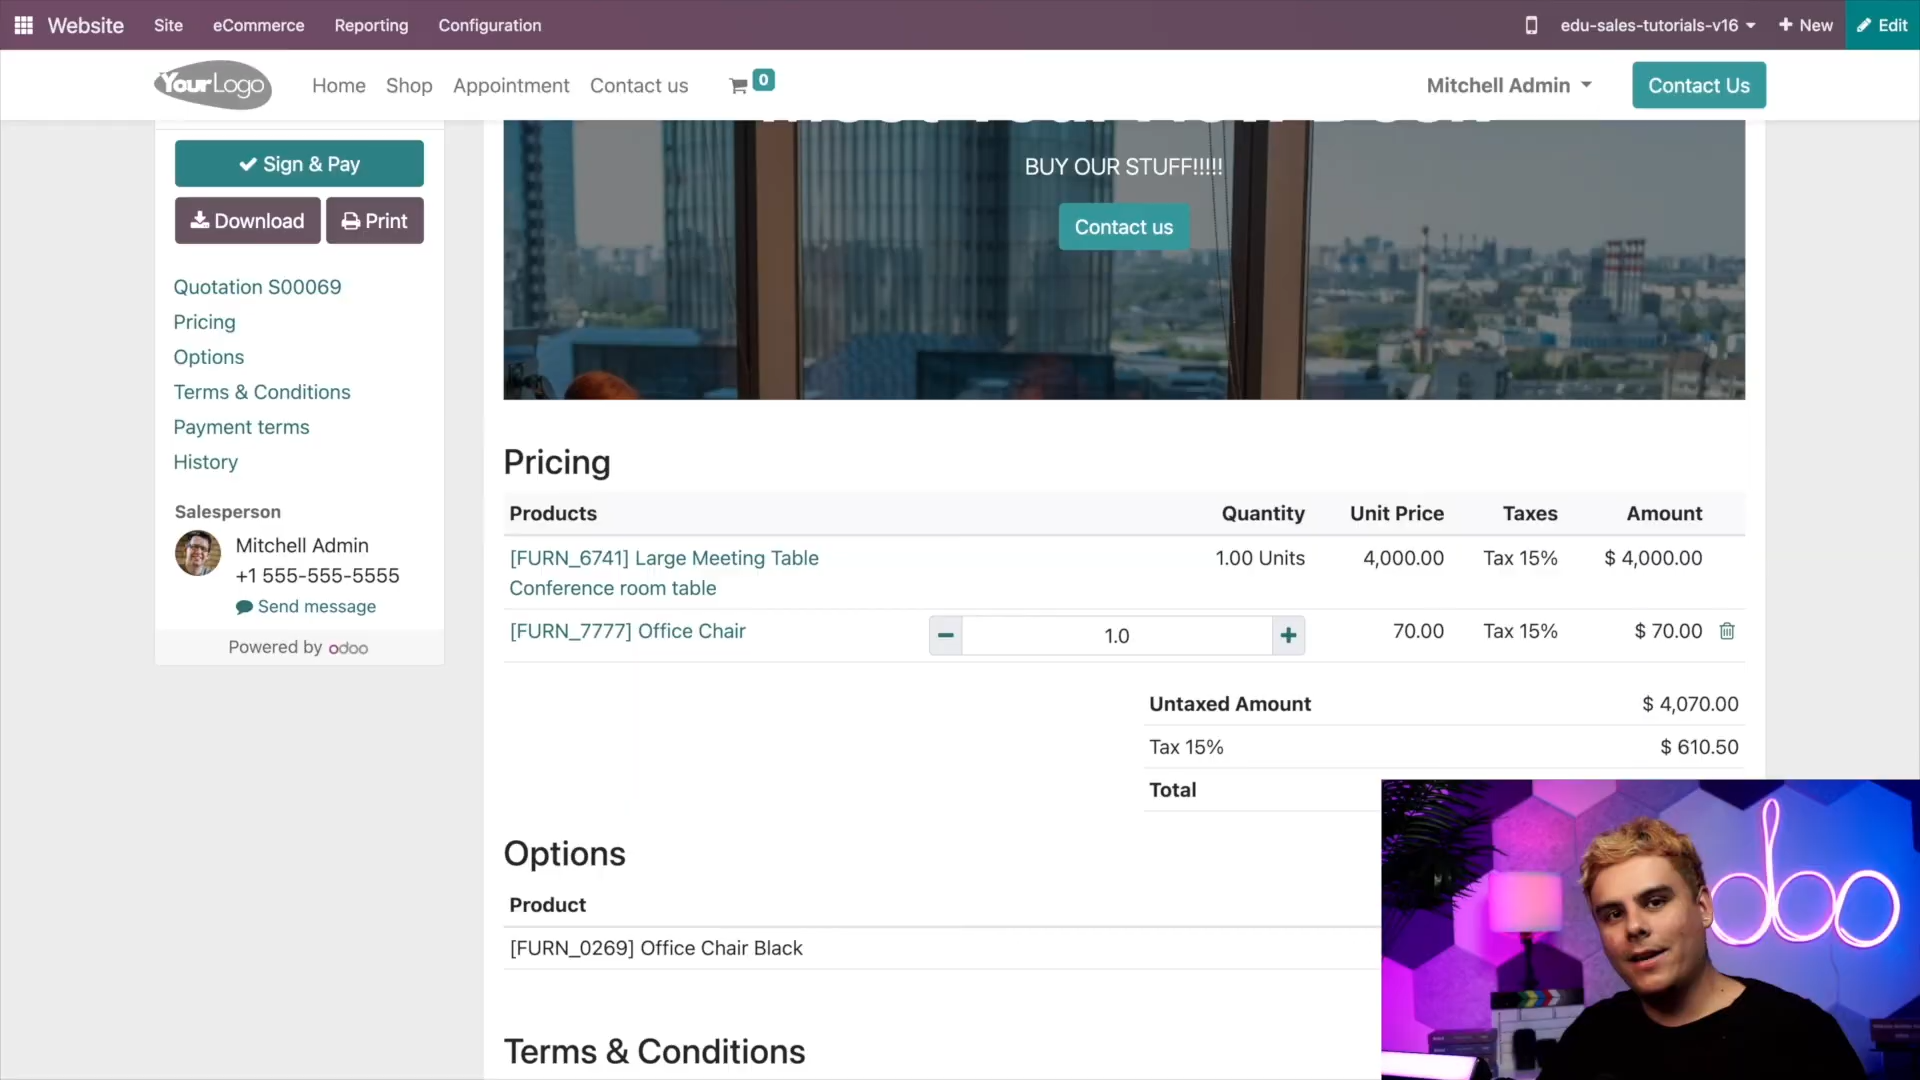 Website Site eCommerce Reporting Configuration edu-sales-tutorials-v16 New Edit
YourLogo Home Shop Appointment Contact us 0 Mitchell Admin Contact Us
Sign & Pay
Download Print
Quotation S00069
Pricing
Options
Terms & Conditions
Payment terms
History
Salesperson
Mitchell Admin
+1 555-555-5555
Send message
Powered by odoo
BUY OUR STUFF!!!!!
Contact us
Pricing
Products Quantity Unit Price Taxes Amount
[FURN_6741] Large Meeting Table 1.00 Units 4,000.00 Tax 15% $ 4,000.00
Conference room table
[FURN_7777] Office Chair 1.0 70.00 Tax 15% $ 70.00
Untaxed Amount $ 4,070.00
Tax 15% $ 610.50
Total
Options
Product
[FURN_0269] Office Chair Black
Terms & Conditions